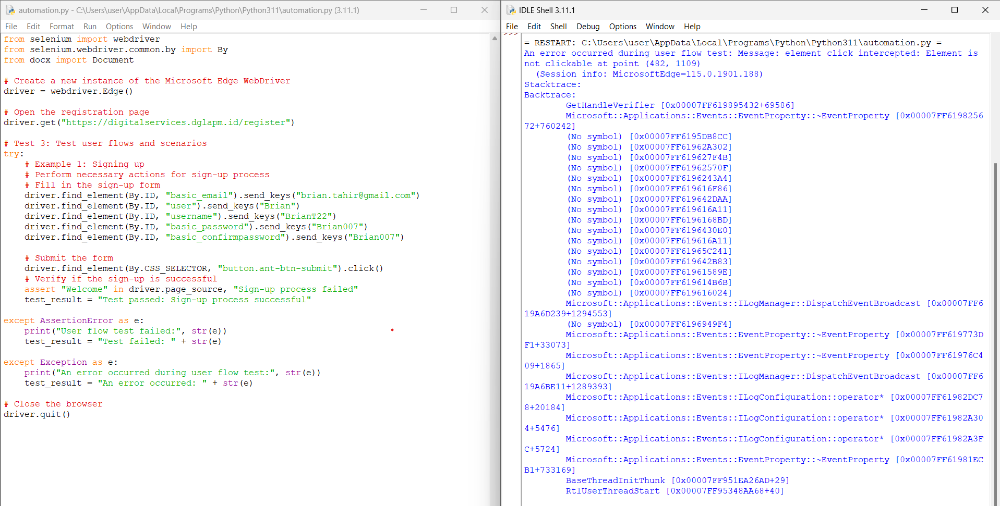 automation.py - C:\Users\user\AppData\Local\Programs\Python\Python311\automation.py (3.11.1)
File Edit Format Run Options Window Help
from selenium import webdriver
from selenium.webdriver.common.by import By
from docx import Document
# Create a new instance of the Microsoft Edge WebDriver
driver = webdriver.Edge()
# Open the registration page
driver.get("https://digitalservices.dglapm.id/register")
# Test 3: Test user flows and scenarios
try:
    # Example 1: Signing up
    # Perform necessary actions for sign-up process
    # Fill in the sign-up form
    driver.find_element(By.ID, "basic_email").send_keys("brian.tahir@gmail.com")
    driver.find_element(By.ID, "user").send_keys("Brian")
    driver.find_element(By.ID, "username").send_keys("BrianT22")
    driver.find_element(By.ID, "basic_password").send_keys("Brian007")
    driver.find_element(By.ID, "basic_confirmpassword").send_keys("Brian007")
    # Submit the form
    driver.find_element(By.CSS_SELECTOR, "button.ant-btn-submit").click()
    # Verify if the sign-up is successful
    assert "Welcome" in driver.page_source, "Sign-up process failed"
    test_result = "Test passed: Sign-up process successful"
except AssertionError as e:
    print("User flow test failed:", str(e))
    test_result = "Test failed: " + str(e)
except Exception as e:
    print("An error occurred during user flow test:", str(e))
    test_result = "An error occurred: " + str(e)
# Close the browser
driver.quit()
IDLE Shell 3.11.1
File Edit Shell Debug Options Window Help
>>>
= RESTART: C:\Users\user\AppData\Local\Programs\Python\Python311\automation.py =
An error occurred during user flow test: Message: element click intercepted: Element is
not clickable at point (482, 1109)
  (Session info: MicrosoftEdge=115.0.1901.188)
Stacktrace:
Backtrace:
        GetHandleVerifier [0x00007FF619895432+69586]
        Microsoft::Applications::Events::EventProperty::~EventProperty [0x00007FF6198256
72+760242]
        (No symbol) [0x00007FF6195DB8CC]
        (No symbol) [0x00007FF61962A302]
        (No symbol) [0x00007FF619627F4B]
        (No symbol) [0x00007FF61962570F]
        (No symbol) [0x00007FF6196243A4]
        (No symbol) [0x00007FF619616F86]
        (No symbol) [0x00007FF619642DAA]
        (No symbol) [0x00007FF619616A11]
        (No symbol) [0x00007FF6196168BD]
        (No symbol) [0x00007FF6196430E0]
        (No symbol) [0x00007FF619616A11]
        (No symbol) [0x00007FF61965C241]
        (No symbol) [0x00007FF619642B83]
        (No symbol) [0x00007FF61961589E]
        (No symbol) [0x00007FF619614B6B]
        (No symbol) [0x00007FF619616024]
        Microsoft::Applications::Events::ILogManager::DispatchEventBroadcast [0x00007FF6
19A6D239+1294553]
        (No symbol) [0x00007FF6196949F4]
        Microsoft::Applications::Events::EventProperty::~EventProperty [0x00007FF619773D
F1+33073]
        Microsoft::Applications::Events::EventProperty::~EventProperty [0x00007FF61976C4
09+1865]
        Microsoft::Applications::Events::ILogManager::DispatchEventBroadcast [0x00007FF6
19A6BE11+1289393]
        Microsoft::Applications::Events::ILogConfiguration::operator* [0x00007FF61982DC7
8+20184]
        Microsoft::Applications::Events::ILogConfiguration::operator* [0x00007FF61982A30
4+5476]
        Microsoft::Applications::Events::ILogConfiguration::operator* [0x00007FF61982A3F
C+5724]
        Microsoft::Applications::Events::EventProperty::~EventProperty [0x00007FF61981EC
B1+733169]
        BaseThreadInitThunk [0x00007FF951EA26AD+29]
        RtlUserThreadStart [0x00007FF95348AA68+40]